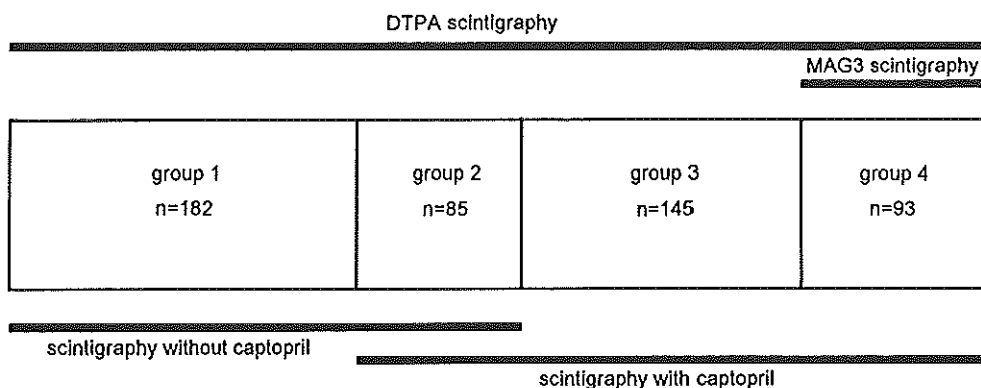 DTPA scintigraphy
MAG3 scintigraphy
group 1
n=182
group 2
n=85
group 3
n=145
group 4
n=93
scintigraphy without captopril
scintigraphy with captopril